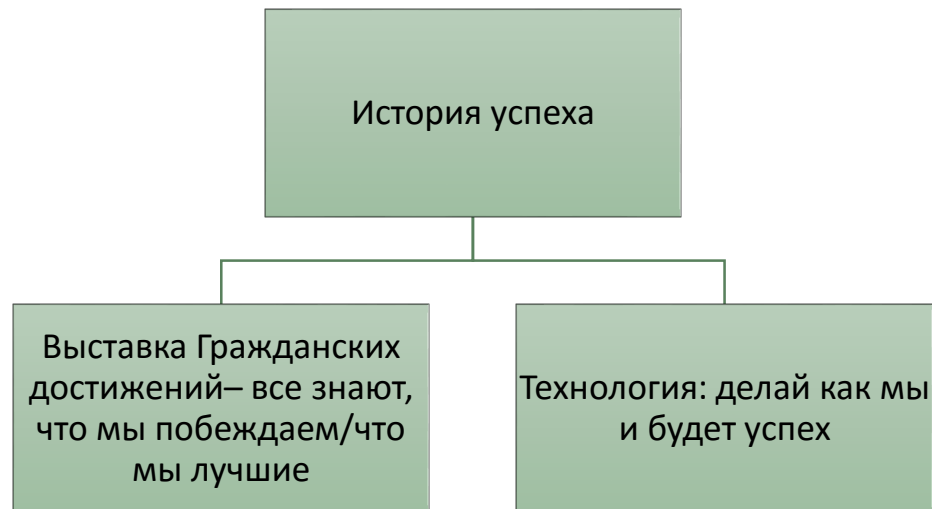 История успеха
Выставка Гражданских
достижений– все знают,
что мы побеждаем/что
мы лучшие
Технология: делай как мы
и будет успех